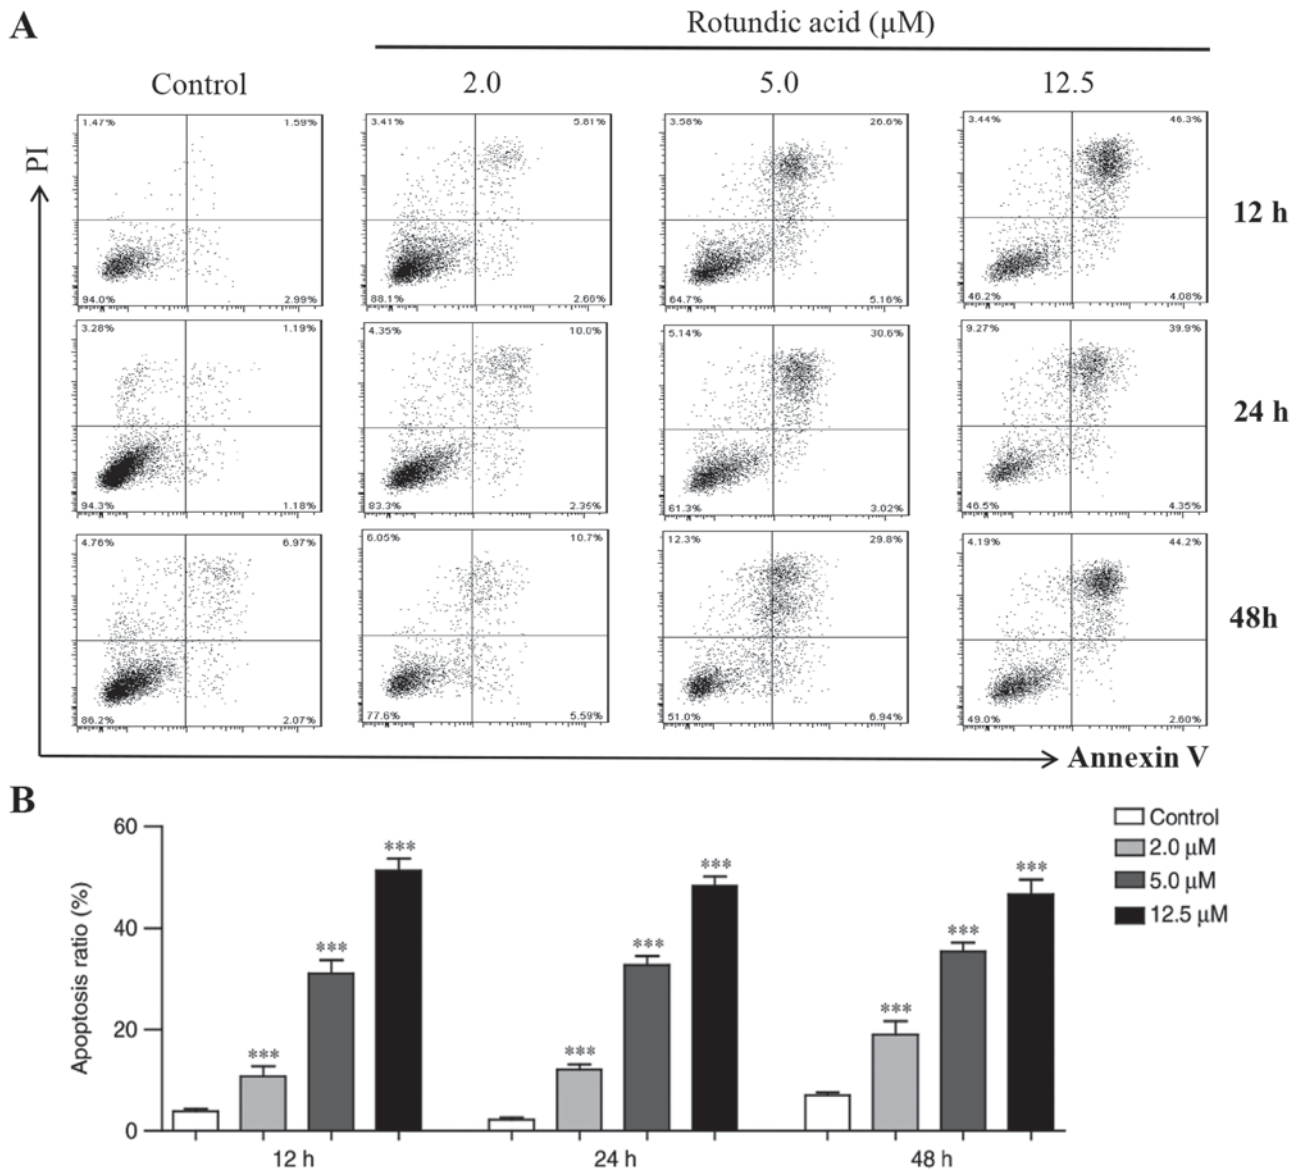 A
Rotundic acid (µM)
Control 2.0 5.0 12.5
PI
1.47% 1.59% 3.41% 5.81% 3.58% 26.6% 3.44% 46.3%
12 h
94.0% 2.99% 88.1% 2.66% 64.7% 5.16% 46.2% 4.08%
3.28% 1.19% 4.35% 10.0% 5.14% 30.6% 9.27% 39.9%
24 h
94.3% 1.18% 83.3% 2.35% 61.3% 3.02% 46.5% 4.35%
4.76% 6.97% 6.05% 10.7% 12.3% 29.8% 4.19% 44.2%
48h
86.2% 2.07% 77.6% 5.59% 51.0% 6.94% 49.0% 2.60%
Annexin V
B
Apoptosis ratio (%)
60
40
20
0
*** *** ***
*** *** ***
*** *** ***
12 h 24 h 48 h
Control
2.0 µM
5.0 µM
12.5 µM